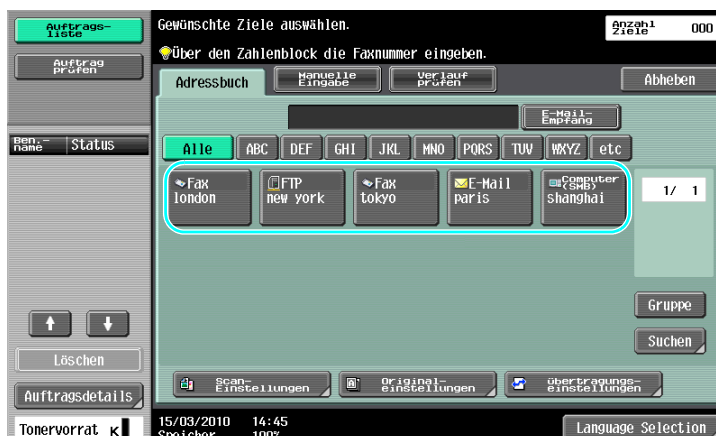 Auftrags-
liste
Auftrag
prüfen
Ben.-
name
Status
Löschen
Auftragsdetails
Tonervorrat K
Gewünschte Ziele auswählen.
Anzahl
Ziele
000
Über den Zahlenblock die Faxnummer eingeben.
Adressbuch
Manuelle
Eingabe
Verlauf
prüfen
Abheben
E-Mail-
Empfang
Alle ABC DEF GHI JKL MNO PQRS TUV WXYZ etc
Fax
london
FTP
new york
Fax
tokyo
E-Mail
paris
Computer
(SMB)
shanghai
1/ 1
Gruppe
Suchen
Scan-
Einstellungen
Original-
einstellungen
übertragungs-
einstellungen
15/03/2010 14:45
Speicher 100%
Language Selection